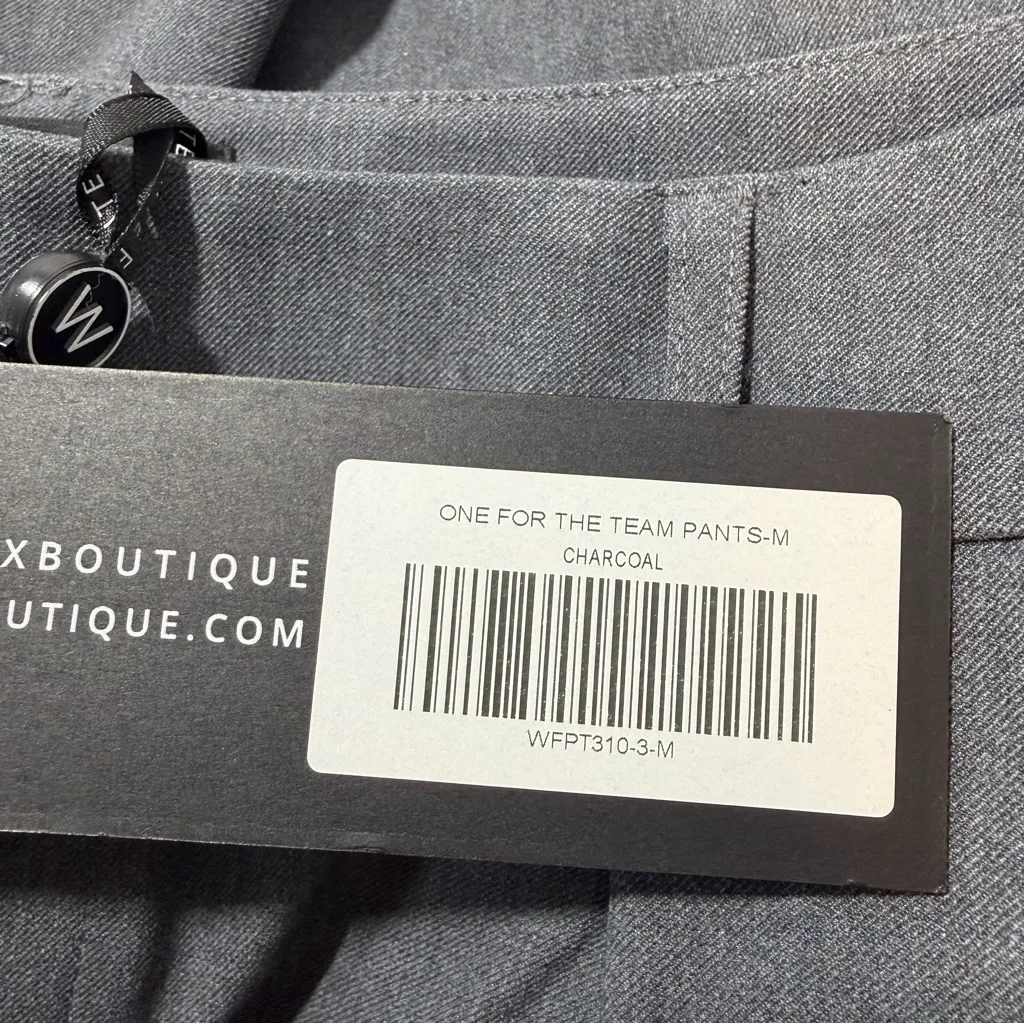 W
XBOUTIQUE
UTIQUE.COM
ONE FOR THE TEAM PANTS-M
CHARCOAL
WFPT310-3-M